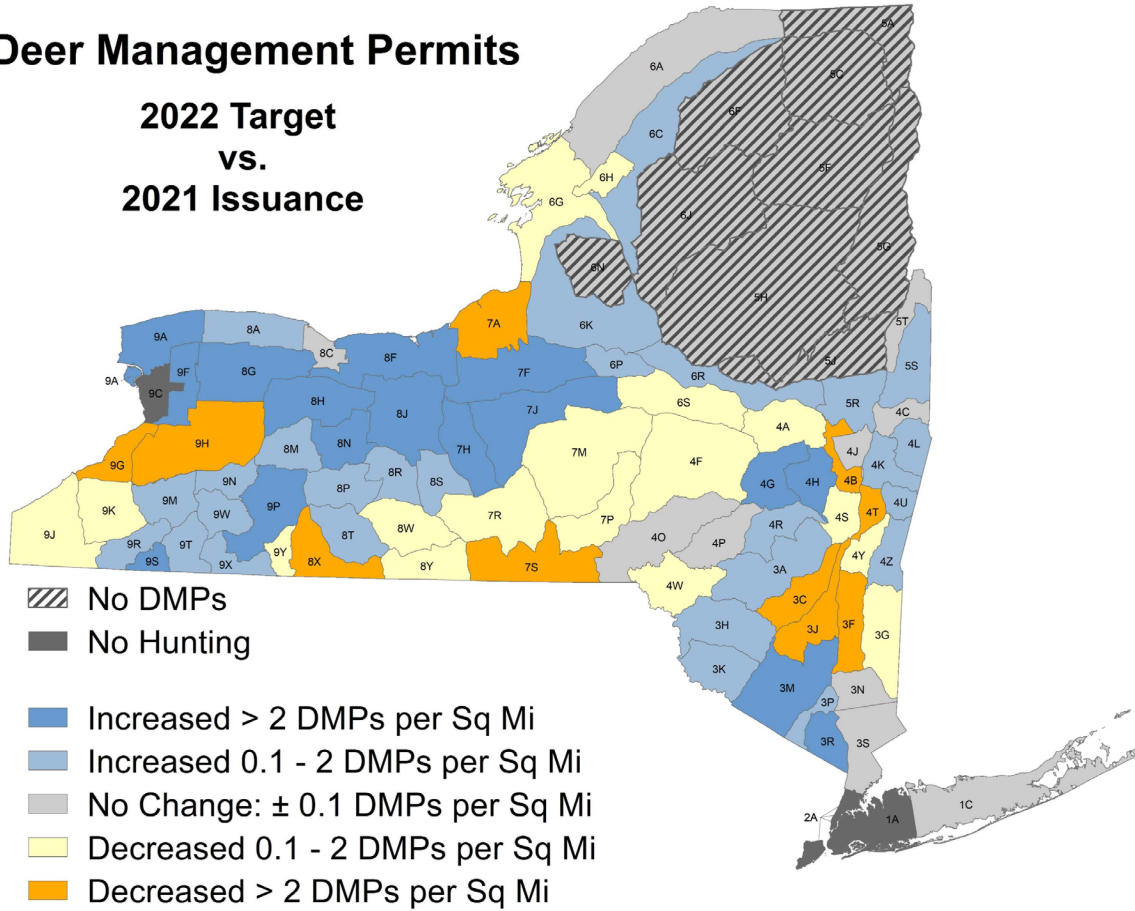 Deer Management Permits
2022 Target
vs.
2021 Issuance
5A
6A
5C
6F
6C
5F
6H
6G
6J
5G
6N
5H
7A
6K
5T
9A
8A
8C
8F
5J
5S
9A
9F
8G
7F
6P
6R
9C
8H
8J
7J
6S
5R
4C
9H
8M
8N
7H
7M
4A
4J
4L
9G
8R
4F
4K
9N
8P
8S
4G
4H
4B
9M
9W
9P
4U
9K
7R
7P
4R
4S
4T
9J
9R
9T
8T
8W
4O
4P
4Y
9S
9X
9Y
8X
8Y
7S
3A
4Z
4W
3C
No DMPs
3H
3J
3F
3G
No Hunting
3K
3M
3N
3P
Increased > 2 DMPs per Sq Mi
3R
3S
Increased 0.1 - 2 DMPs per Sq Mi
No Change: ± 0.1 DMPs per Sq Mi
2A
1A
1C
Decreased 0.1 - 2 DMPs per Sq Mi
Decreased > 2 DMPs per Sq Mi